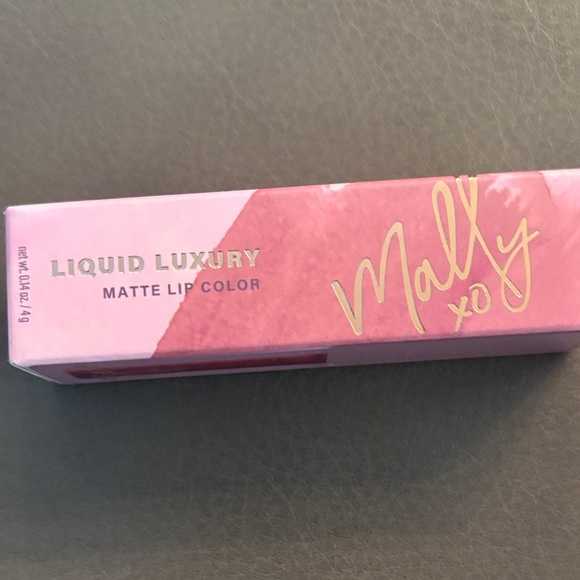 LIQUID LUXURY
MATTE LIP COLOR
net wt. 0.14 oz. / 4 g
Mally
xo